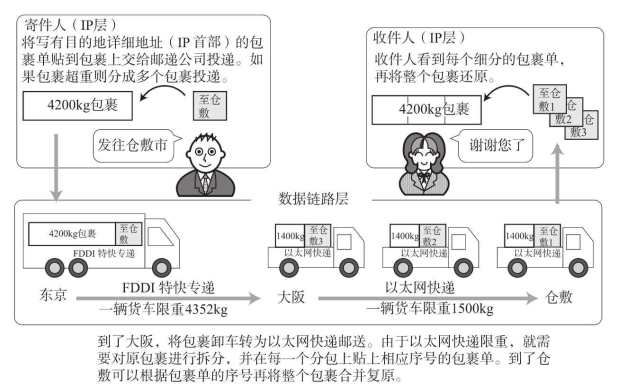 寄件人（IP层）
将写有目的地详细地址（IP 首部）的包
裹单贴到包裹上交给邮递公司投递。如
果包裹超重则分成多个包裹投递。
4200kg包裹
至仓
敷
发往仓敷市
收件人（IP层）
收件人看到每个细分的包裹单，
再将整个包裹还原。
4200kg包裹
至仓
敷1
仓
敷2
仓
敷3
谢谢您了
数据链路层
4200kg包裹
至仓
敷
FDDI 特快专递
1400kg
至仓
敷3
以太网快递
1400kg
至仓
敷2
以太网快递
1400kg
至仓
敷1
以太网快递
东京
FDDI 特快专递
一辆货车限重4352kg
大阪
以太网快递
一辆货车限重1500kg
仓敷
到了大阪，将包裹卸车转为以太网快递邮送。由于以太网快递限重，就需
要对原包裹进行拆分，并在每一个分包上贴上相应序号的包裹单。到了仓
敷可以根据包裹单的序号再将整个包裹合并复原。